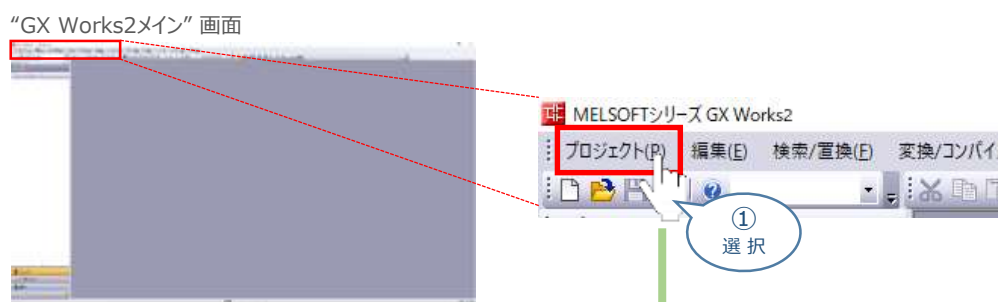 “GX Works2メイン” 画面
MELSOFTシリーズ GX Works2
プロジェクト(P) 編集(E) 検索/置換(F) 変換/コンパイ
①
選 択